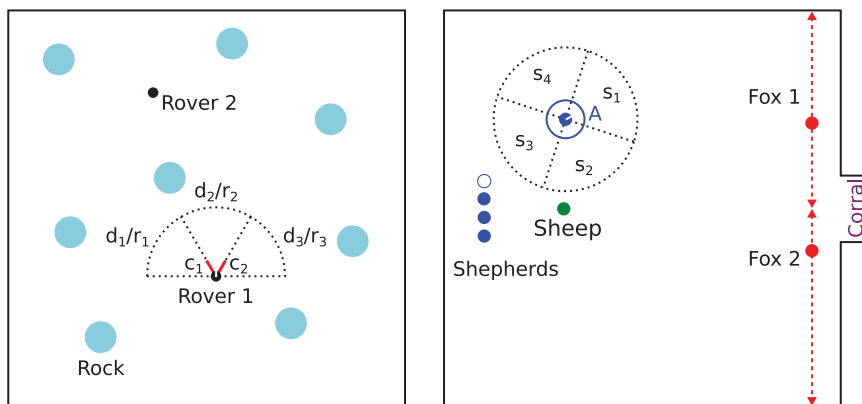 Rover 2
d₂/r₂
d₁/r₁
d₃/r₃
c₁
c₂
Rover 1
Rock
s₄
s₁
A
s₃
s₂
Fox 1
Sheep
Corral
Fox 2
Shepherds